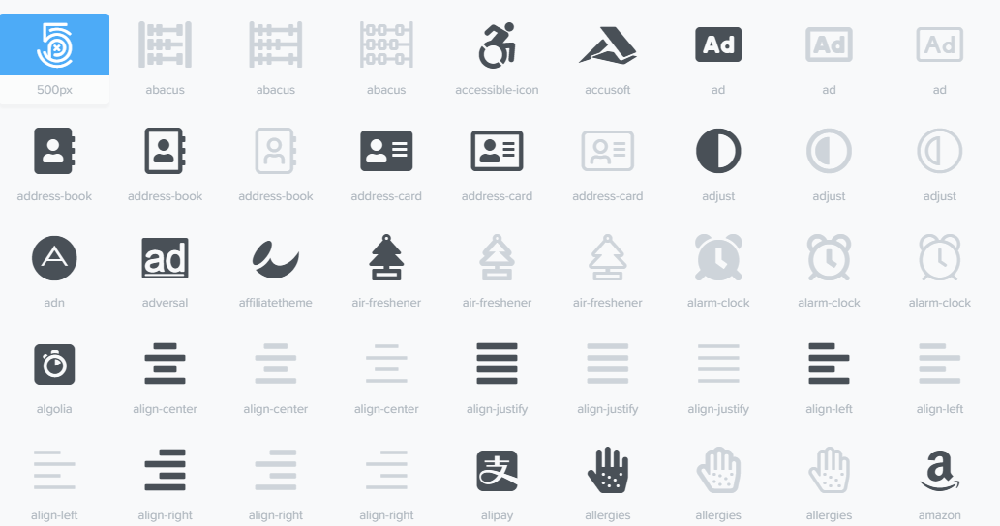 500px abacus abacus abacus accessible-icon accusoft ad ad ad
Ad Ad Ad
address-book address-book address-book address-card address-card address-card adjust adjust adjust
ad
adn adversal affiliatetheme air-freshener air-freshener air-freshener alarm-clock alarm-clock alarm-clock
algolia align-center align-center align-center align-justify align-justify align-justify align-left align-left
支 a
align-left align-right align-right align-right alipay allergies allergies allergies amazon